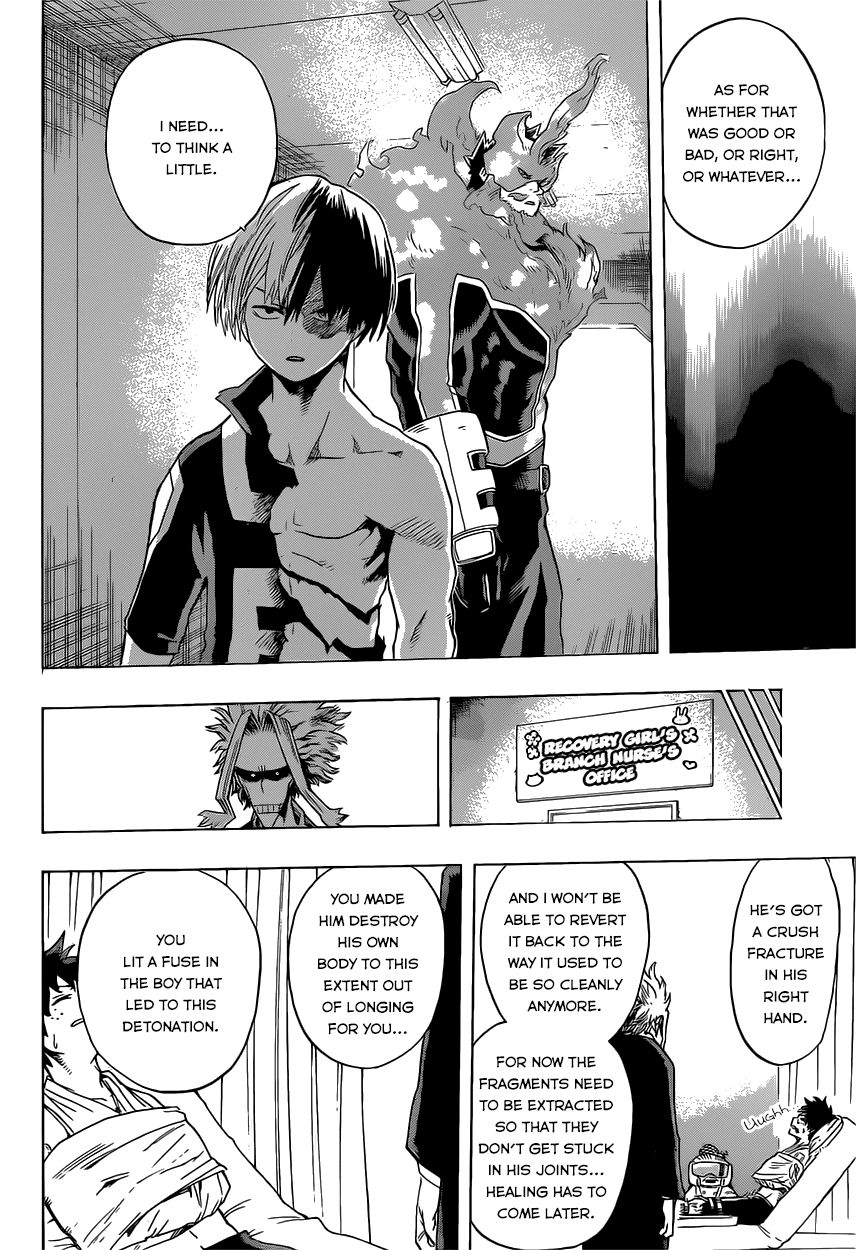 AS FOR
WHETHER THAT
WAS GOOD OR
BAD, OR RIGHT,
OR WHATEVER...
I NEED...
TO THINK A
LITTLE.
RECOVERY GIRL'S
BRANCH NURSE'S
OFFICE
HE'S GOT
A CRUSH
FRACTURE
IN HIS
RIGHT
HAND.
AND I WON'T BE
ABLE TO REVERT
IT BACK TO THE
WAY IT USED TO
BE SO CLEANLY
ANYMORE.
FOR NOW THE
FRAGMENTS NEED
TO BE EXTRACTED
SO THAT THEY
DON'T GET STUCK
IN HIS JOINTS...
HEALING HAS TO
COME LATER.
Uughh...
YOU MADE
HIM DESTROY
HIS OWN
BODY TO THIS
EXTENT OUT
OF LONGING
FOR YOU...
YOU
LIT A FUSE IN
THE BOY THAT
LED TO THIS
DETONATION.